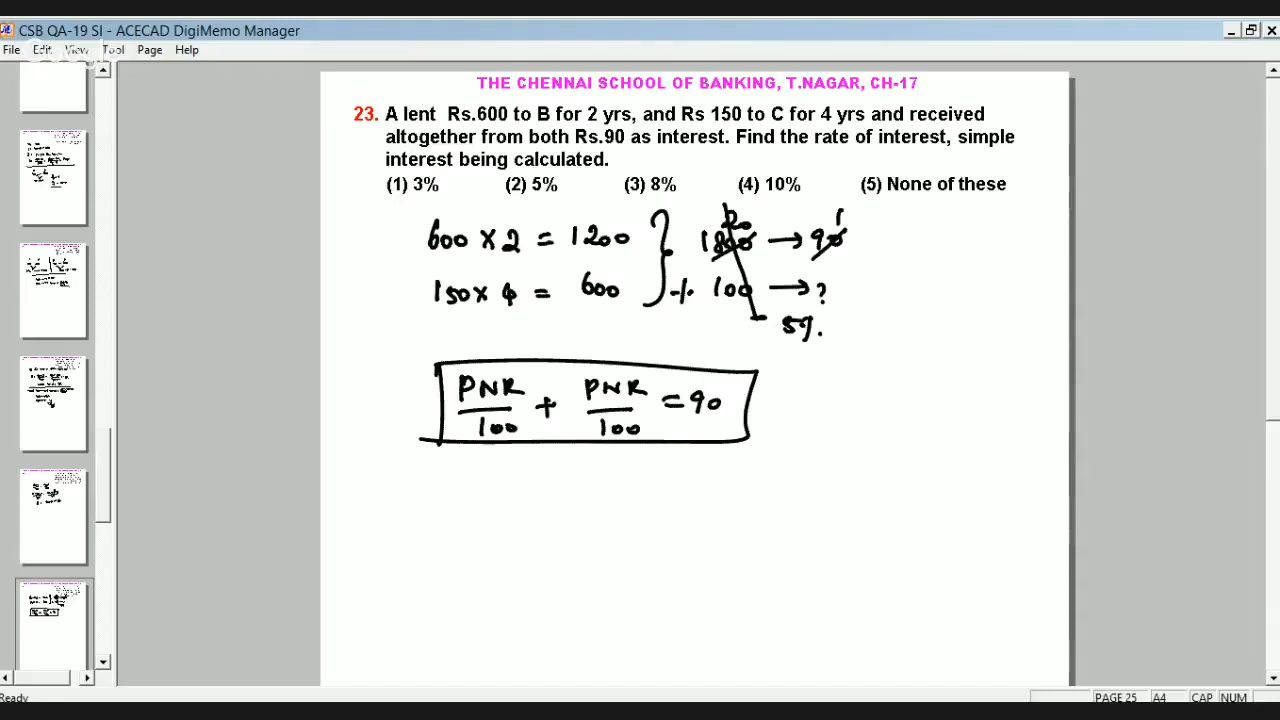 CSB QA-19 SI - ACECAD DigiMemo Manager
File Edit View Tool Page Help
Google
THE CHENNAI SCHOOL OF BANKING, T.NAGAR, CH-17
23. A lent Rs.600 to B for 2 yrs, and Rs 150 to C for 4 yrs and received
altogether from both Rs.90 as interest. Find the rate of interest, simple
interest being calculated.
(1) 3% (2) 5% (3) 8% (4) 10% (5) None of these
20 1
600 × 2 = 1200 } 1800 → 90
150 × 4 = 600 % 100 → ?
5%.
PNR/100 + PNR/100 = 90
Ready PAGE 25 A4 CAP NUM